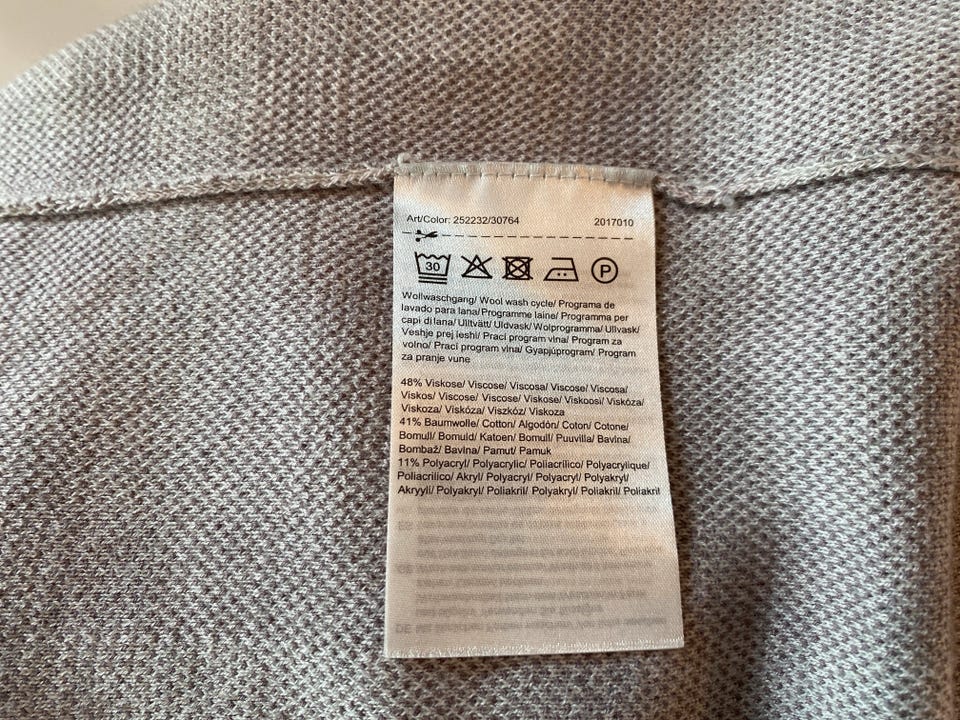 Art/Color: 252232/30764 2017010
30 P
Wollwaschgang/ Wool wash cycle/ Programa de
lavado para lana/Programme laine/ Programma per
capi di lana/ Ulltvätt/ Uldvask/ Wolprogramma/ Ullvask/
Veshje prej leshi/ Prací program vlna/ Program za
volno/ Prací program vlna/ Gyapjúprogram/ Program
za pranje vune
48% Viskose/ Viscose/ Viscosa/ Viscose/ Viscosa/
Viskos/ Viscose/ Viscose/ Viskose/ Viskoosi/ Viskóza/
Viskoza/ Viskóza/ Viszkóz/ Viskoza
41% Baumwolle/ Cotton/ Algodón/ Coton/ Cotone/
Bomull/ Bomuld/ Katoen/ Bomull/ Puuvilla/ Bavlna/
Bombaž/ Bavlna/ Pamut/ Pamuk
11% Polyacryl/ Polyacrylic/ Poliacrílico/ Polyacrylique/
Poliacrilico/ Akryl/ Polyacryl/ Polyacryl/ Polyakryl/
Akryyli/ Polyakryl/ Poliakril/ Polyakryl/ Poliakril/ Poliakril